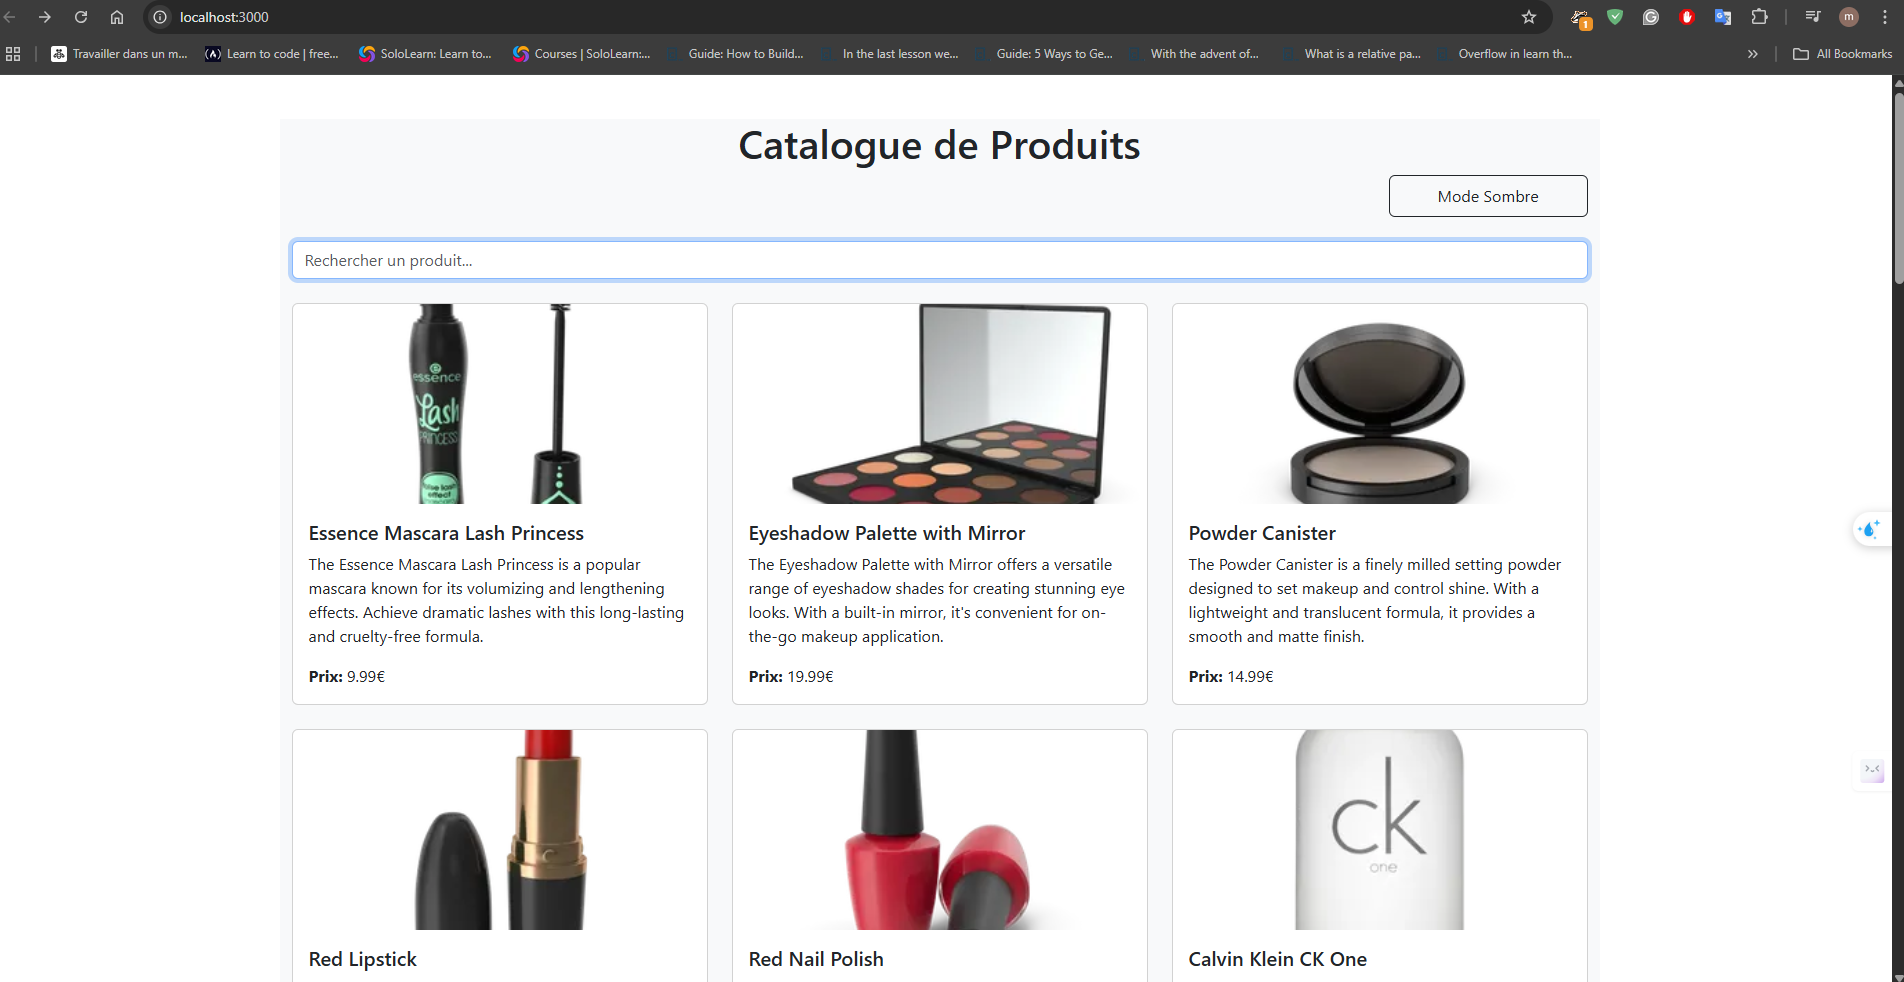 localhost:3000
1
m
Travailler dans un m...
Learn to code | free...
SoloLearn: Learn to...
Courses | SoloLearn:...
Guide: How to Build...
In the last lesson we...
Guide: 5 Ways to Ge...
With the advent of...
What is a relative pa...
Overflow in learn th...
All Bookmarks
Catalogue de Produits
Mode Sombre
Rechercher un produit...
essence
Lash
PRINCESS
false lash
effect
Essence Mascara Lash Princess
The Essence Mascara Lash Princess is a popular
mascara known for its volumizing and lengthening
effects. Achieve dramatic lashes with this long-lasting
and cruelty-free formula.
Prix: 9.99€
Eyeshadow Palette with Mirror
The Eyeshadow Palette with Mirror offers a versatile
range of eyeshadow shades for creating stunning eye
looks. With a built-in mirror, it's convenient for on-
the-go makeup application.
Prix: 19.99€
Powder Canister
The Powder Canister is a finely milled setting powder
designed to set makeup and control shine. With a
lightweight and translucent formula, it provides a
smooth and matte finish.
Prix: 14.99€
ck
one
Red Lipstick
Red Nail Polish
Calvin Klein CK One